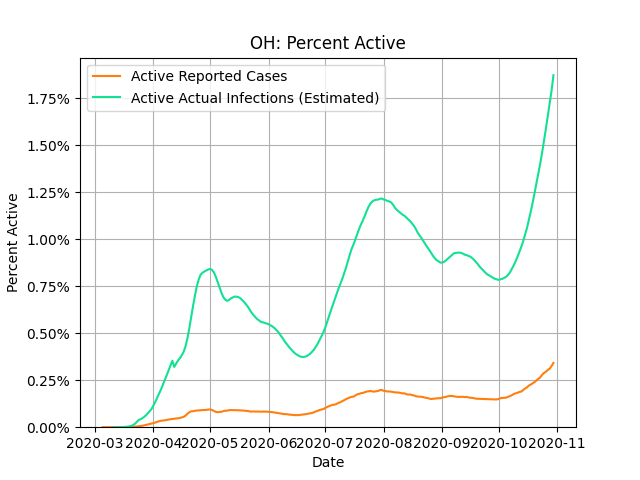 OH: Percent Active
Active Reported Cases
Active Actual Infections (Estimated)
Percent Active
1.75%
1.50%
1.25%
1.00%
0.75%
0.50%
0.25%
0.00%
2020-03 2020-04 2020-05 2020-06 2020-07 2020-08 2020-09 2020-10 2020-11
Date